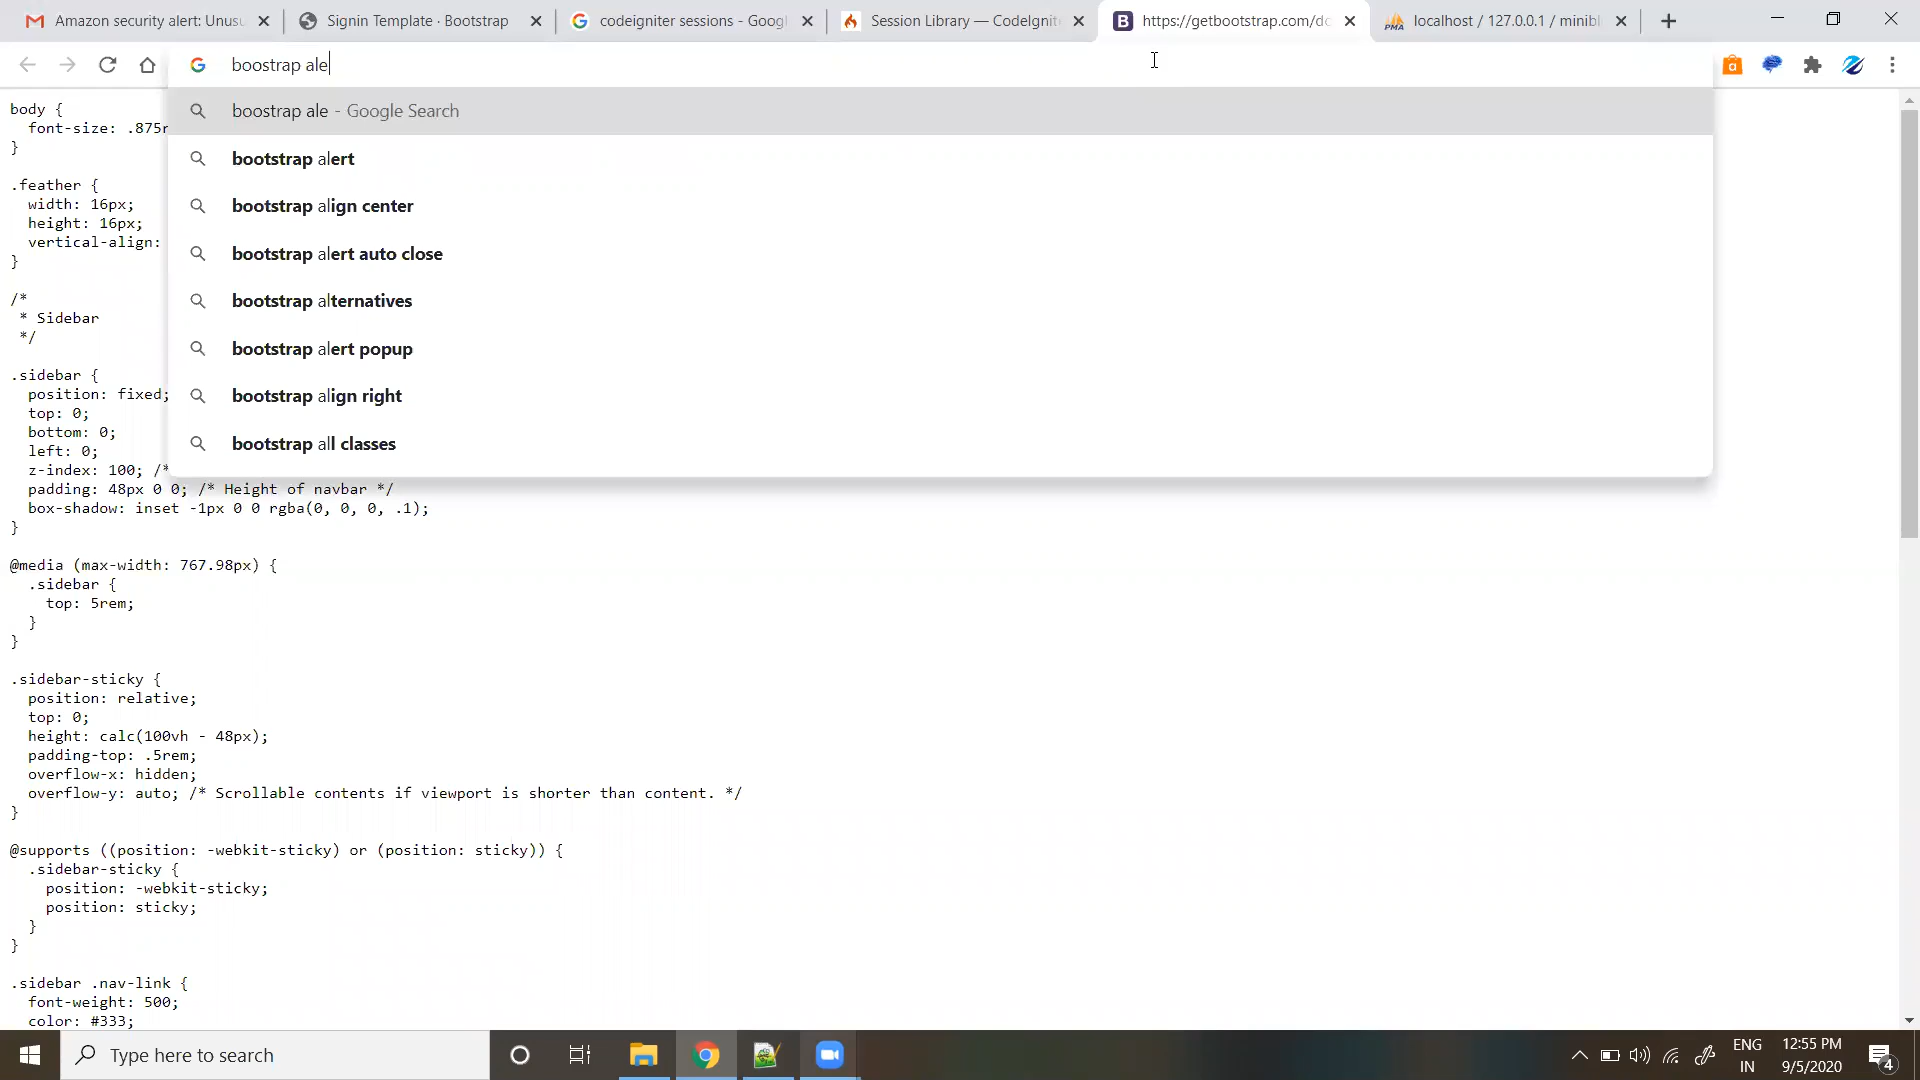 Amazon security alert: Unusu
Signin Template · Bootstrap
codeigniter sessions - Googl
Session Library — CodeIgnite
B
https://getbootstrap.com/do
PMA
localhost / 127.0.0.1 / minibl
boostrap ale
boostrap ale - Google Search
bootstrap alert
bootstrap align center
bootstrap alert auto close
bootstrap alternatives
bootstrap alert popup
bootstrap align right
bootstrap all classes
body {
font-size: .875r
}
.feather {
width: 16px;
height: 16px;
vertical-align:
}
/*
* Sidebar
*/
.sidebar {
position: fixed;
top: 0;
bottom: 0;
left: 0;
z-index: 100; /*
padding: 48px 0 0; /* Height of navbar */
box-shadow: inset -1px 0 0 rgba(0, 0, 0, .1);
}
@media (max-width: 767.98px) {
.sidebar {
top: 5rem;
}
}
.sidebar-sticky {
position: relative;
top: 0;
height: calc(100vh - 48px);
padding-top: .5rem;
overflow-x: hidden;
overflow-y: auto; /* Scrollable contents if viewport is shorter than content. */
}
@supports ((position: -webkit-sticky) or (position: sticky)) {
.sidebar-sticky {
position: -webkit-sticky;
position: sticky;
}
}
.sidebar .nav-link {
font-weight: 500;
color: #333;
Type here to search
ENG
IN
12:55 PM
9/5/2020
4